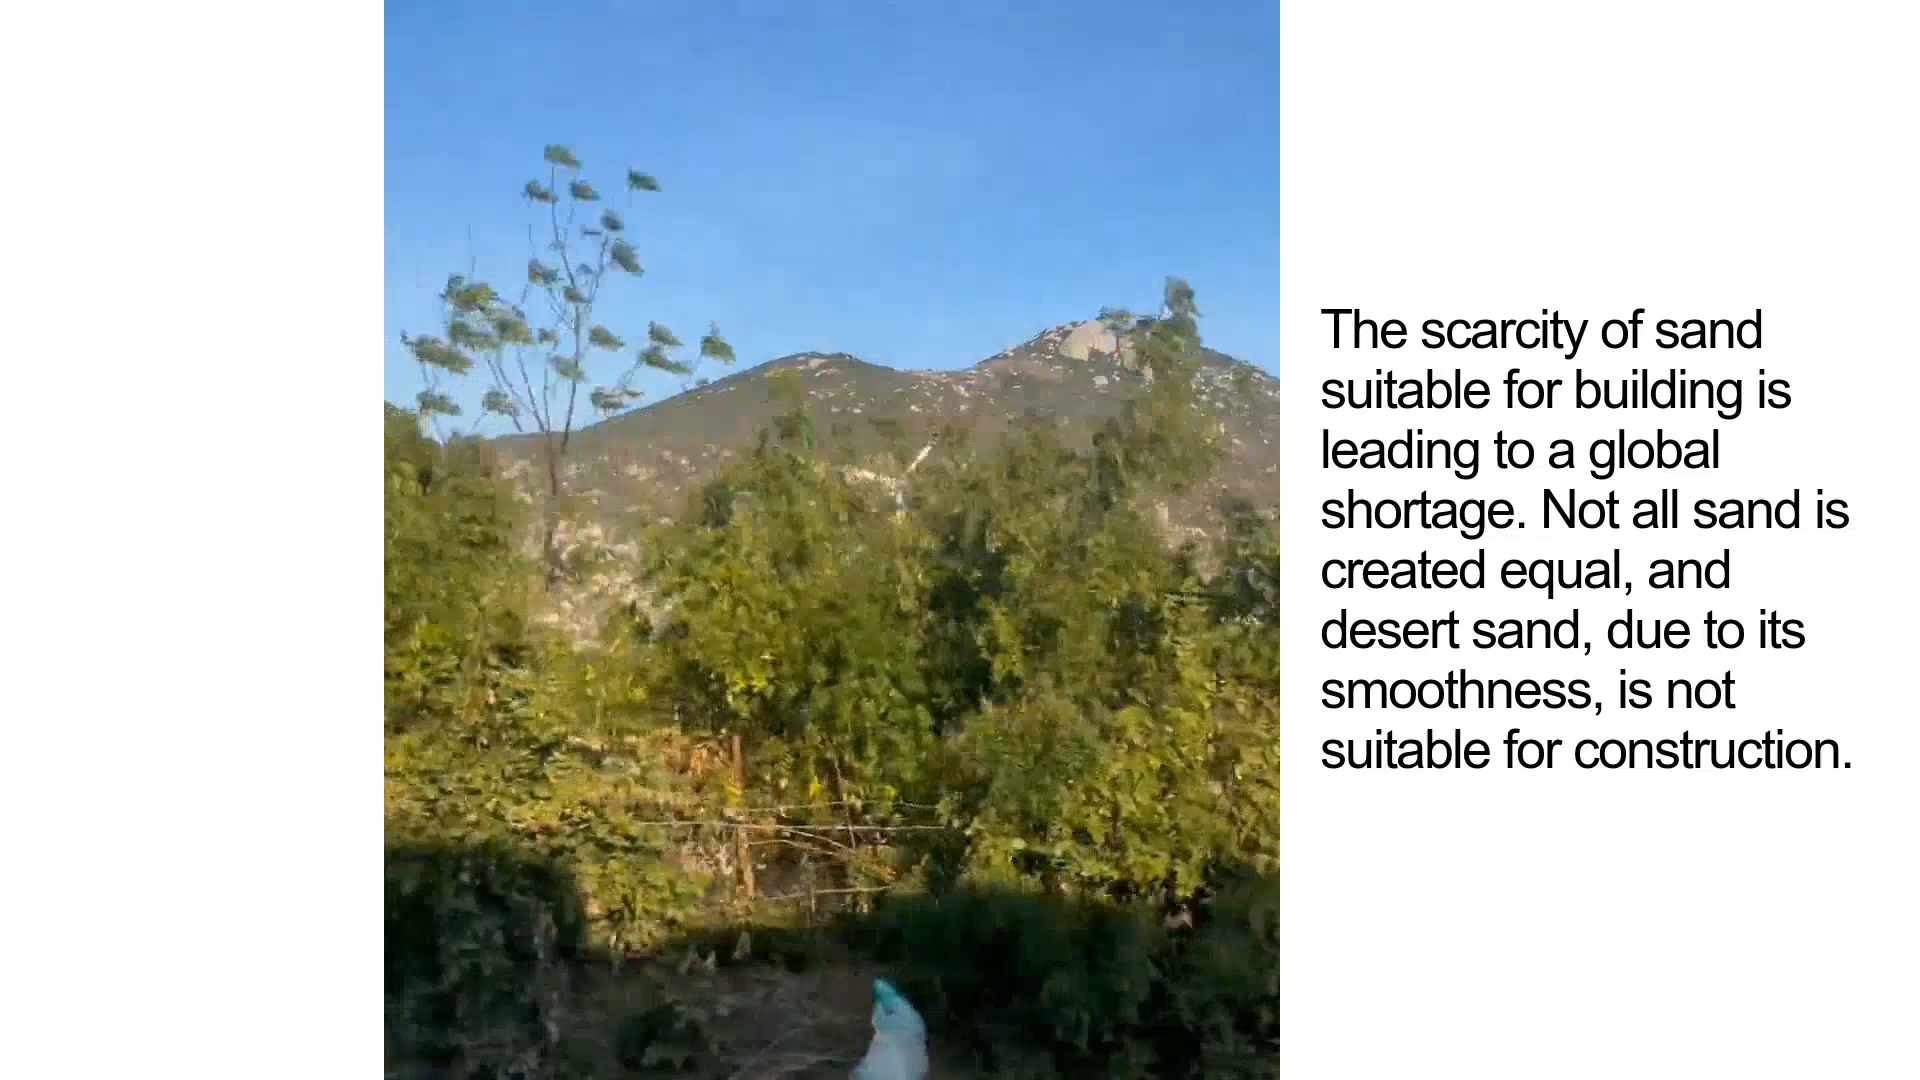 The scarcity of sand
suitable for building is
leading to a global
shortage. Not all sand is
created equal, and
desert sand, due to its
smoothness, is not
suitable for construction.